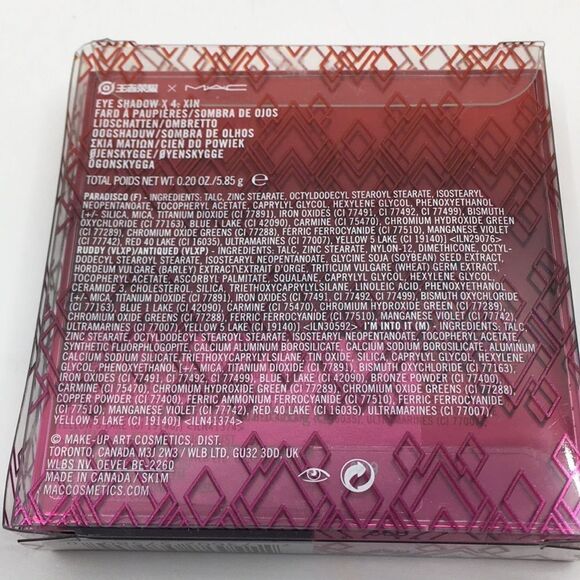 王者荣耀 × MAC
EYE SHADOW X 4: XIN
FARD À PAUPIÈRES/SOMBRA DE OJOS
LIDSCHATTEN/OMBRETTO
OOGSHADUW/SOMBRA DE OLHOS
ΣΚΙΑ ΜΑΤΙΩΝ/CIEN DO POWIEK
ØJENSKYGGE/ØYENSKYGGE
ÖGONSKYGGA
TOTAL POIDS NET WT. 0.20 OZ./5.85 g ℮
PARADISCO (F) - INGREDIENTS: TALC, ZINC STEARATE, OCTYLDODECYL STEAROYL STEARATE, ISOSTEARYL
NEOPENTANOATE, TOCOPHERYL ACETATE, CAPRYLYL GLYCOL, HEXYLENE GLYCOL, PHENOXYETHANOL
[+/- SILICA, MICA, TITANIUM DIOXIDE (CI 77891), IRON OXIDES (CI 77491, CI 77492, CI 77499), BISMUTH
OXYCHLORIDE (CI 77163), BLUE 1 LAKE (CI 42090), CARMINE (CI 75470), CHROMIUM HYDROXIDE GREEN
(CI 77289), CHROMIUM OXIDE GREENS (CI 77288), FERRIC FERROCYANIDE (CI 77510), MANGANESE VIOLET
(CI 77742), RED 40 LAKE (CI 16035), ULTRAMARINES (CI 77007), YELLOW 5 LAKE (CI 19140)] <ILN29076>
RUDDY (VLXP)/ANTIQUED (VLXP) - INGREDIENTS: TALC, ZINC STEARATE, NYLON-12, DIMETHICONE, OCTYL-
DODECYL STEAROYL STEARATE, ISOSTEARYL NEOPENTANOATE, GLYCINE SOJA (SOYBEAN) SEED EXTRACT,
HORDEUM VULGARE (BARLEY) EXTRACT\EXTRAIT D'ORGE, TRITICUM VULGARE (WHEAT) GERM EXTRACT,
TOCOPHERYL ACETATE, ASCORBYL PALMITATE, SQUALANE, CAPRYLYL GLYCOL, HEXYLENE GLYCOL,
CERAMIDE 3, CHOLESTEROL, SILICA, TRIETHOXYCAPRYLYLSILANE, LINOLEIC ACID, PHENOXYETHANOL
[+/- MICA, TITANIUM DIOXIDE (CI 77891), IRON OXIDES (CI 77491, CI 77492, CI 77499), BISMUTH OXYCHLORIDE
(CI 77163), BLUE 1 LAKE (CI 42090), CARMINE (CI 75470), CHROMIUM HYDROXIDE GREEN (CI 77289),
CHROMIUM OXIDE GREENS (CI 77288), FERRIC FERROCYANIDE (CI 77510), MANGANESE VIOLET (CI 77742),
ULTRAMARINES (CI 77007), YELLOW 5 LAKE (CI 19140)] <ILN30592> I'M INTO IT (M) - INGREDIENTS: TALC,
ZINC STEARATE, OCTYLDODECYL STEAROYL STEARATE, ISOSTEARYL NEOPENTANOATE, TOCOPHERYL ACETATE
SYNTHETIC FLUORPHLOGOPITE, CALCIUM ALUMINUM BOROSILICATE, CALCIUM SODIUM BOROSILICATE, ALUMINUM
CALCIUM SODIUM SILICATE, TRIETHOXYCAPRYLYLSILANE, TIN OXIDE, SILICA, CAPRYLYL GLYCOL, HEXYLENE
GLYCOL, PHENOXYETHANOL [+/- MICA, TITANIUM DIOXIDE (CI 77891), BISMUTH OXYCHLORIDE (CI 77163),
IRON OXIDES (CI 77491, CI 77492, CI 77499), BLUE 1 LAKE (CI 42090), BRONZE POWDER (CI 77400),
CARMINE (CI 75470), CHROMIUM HYDROXIDE GREEN (CI 77289), CHROMIUM OXIDE GREENS (CI 77288),
COPPER POWDER (CI 77400), FERRIC AMMONIUM FERROCYANIDE (CI 77510), FERRIC FERROCYANIDE
(CI 77510), MANGANESE VIOLET (CI 77742), RED 40 LAKE (CI 16035), ULTRAMARINES (CI 77007),
YELLOW 5 LAKE (CI 19140)] <ILN41374>
© MAKE-UP ART COSMETICS, DIST.
TORONTO, CANADA M3J 2W3 / WLB LTD, GU32 3DD, UK
WLBS NV, OEVEL BE-2260
MADE IN CANADA / SK1M
MACCOSMETICS.COM